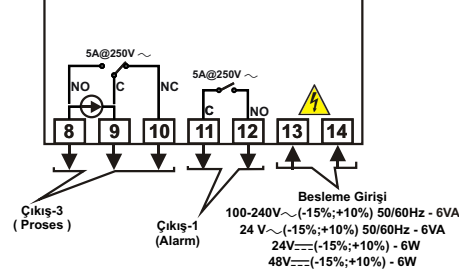 5A@250V ~
NO
C
NC
5A@250V ~
C
NO
8 9 10 11 12 13 14
Çıkış-3
( Proses )
Çıkış-1
(Alarm)
Besleme Girişi
100-240V~(-15%;+10%) 50/60Hz - 6VA
24 V~(-15%;+10%) 50/60Hz - 6VA
24V⎓(-15%;+10%) - 6W
48V⎓(-15%;+10%) - 6W